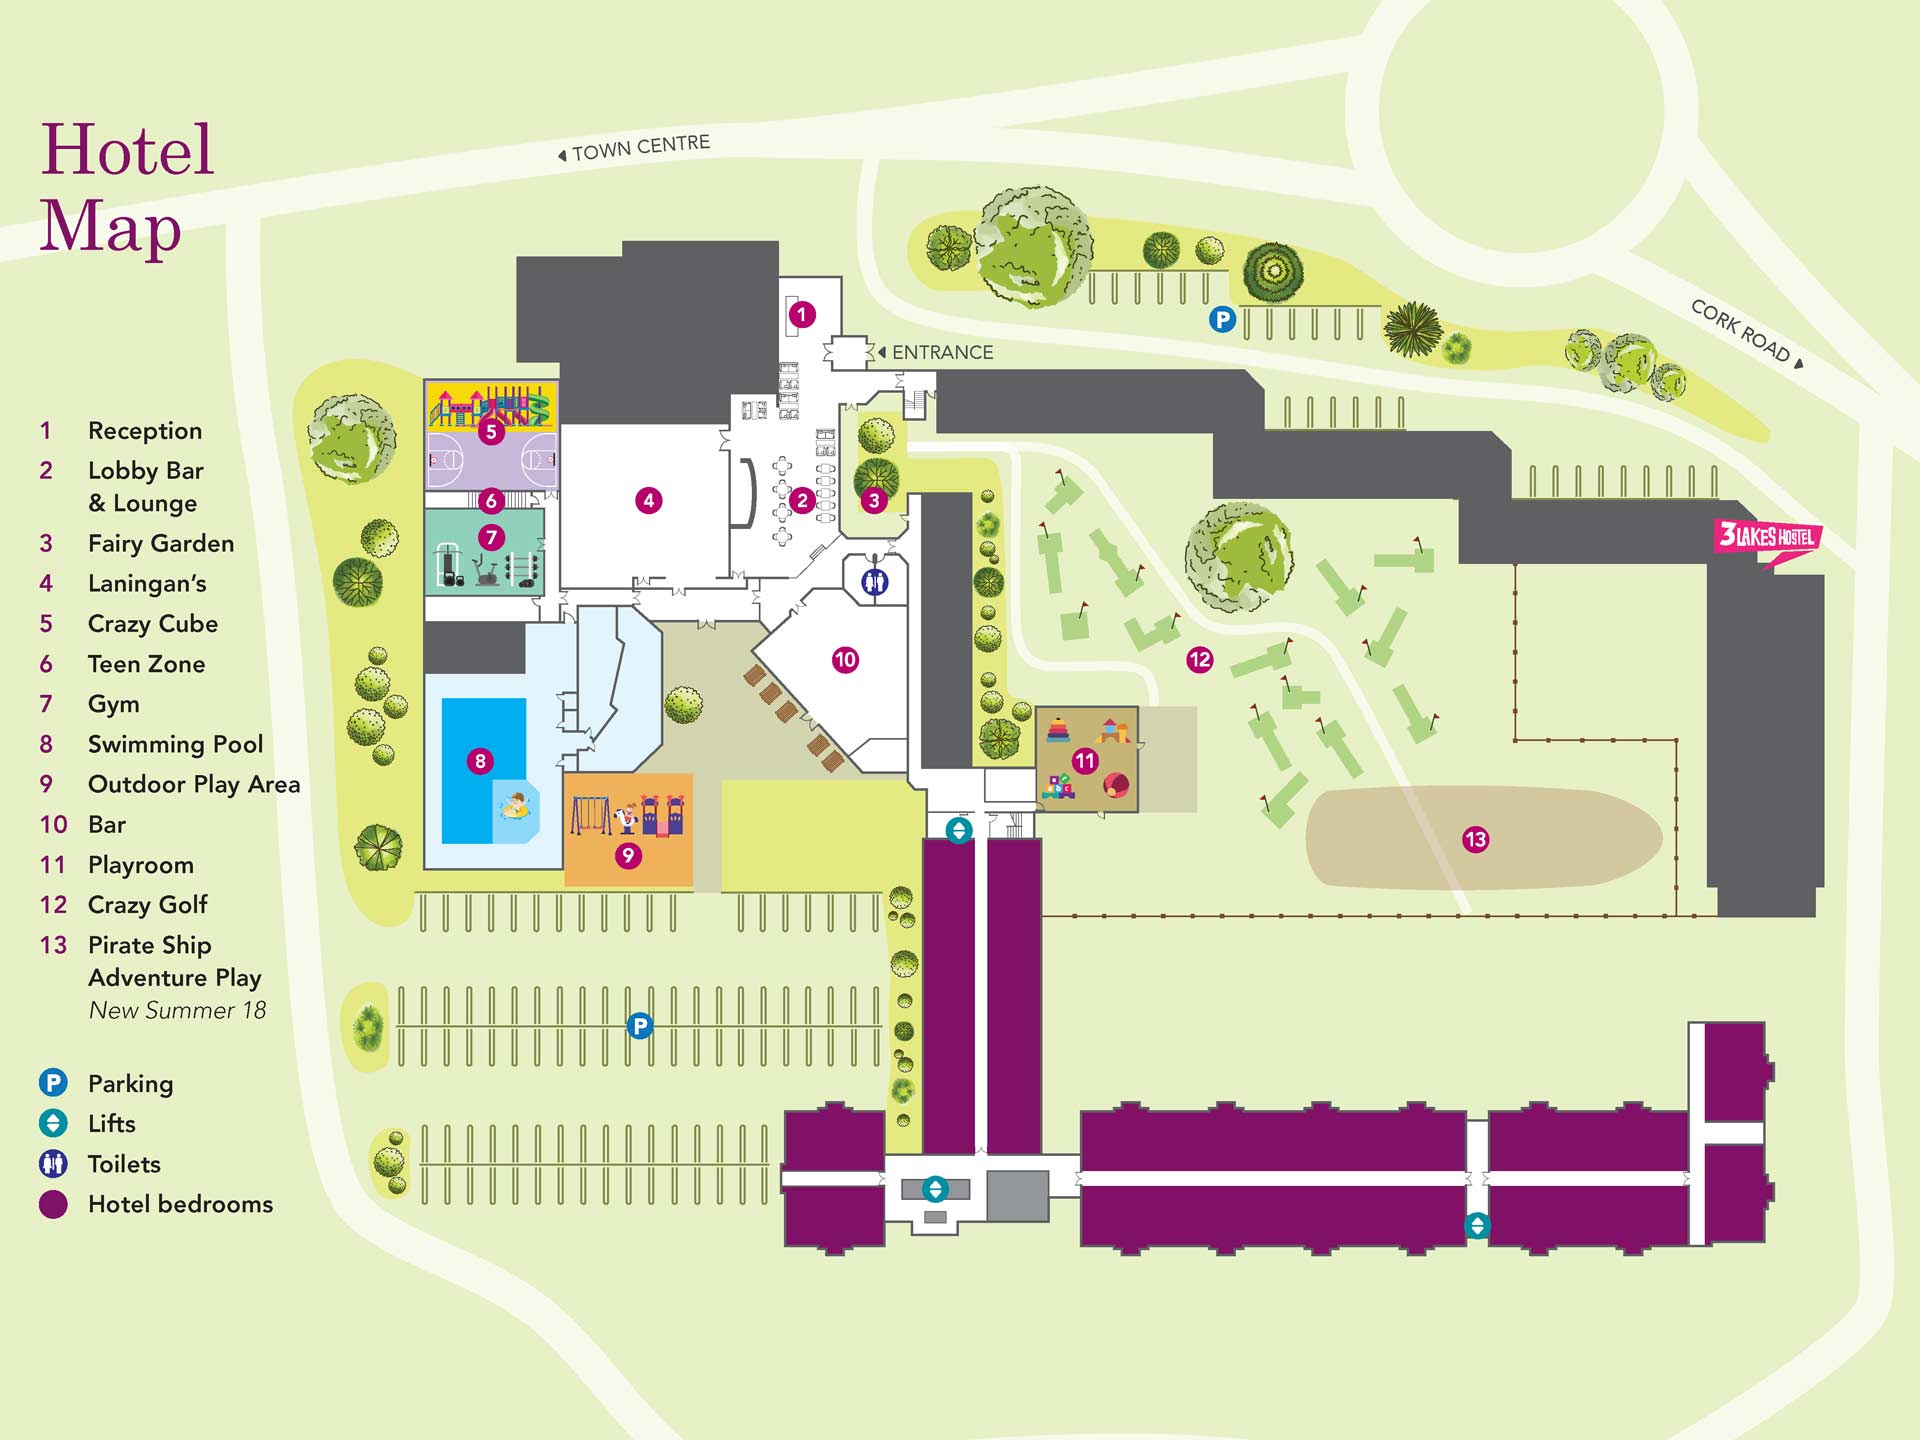 Hotel
Map
◄ TOWN CENTRE
CORK ROAD ►
◄ ENTRANCE
3 LAKES HOSTEL
1 Reception
2 Lobby Bar
& Lounge
3 Fairy Garden
4 Laningan's
5 Crazy Cube
6 Teen Zone
7 Gym
8 Swimming Pool
9 Outdoor Play Area
10 Bar
11 Playroom
12 Crazy Golf
13 Pirate Ship
Adventure Play
New Summer 18
P Parking
Lifts
Toilets
Hotel bedrooms
1
P
5
6
4
2
3
7
10
12
8
11
a b c
13
9
P